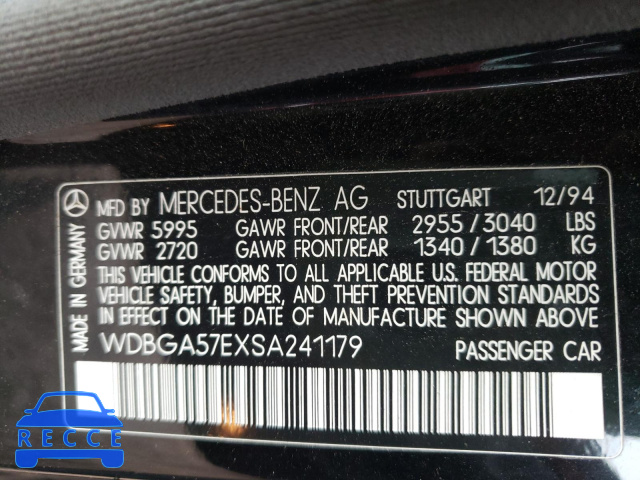 MFD BY MERCEDES-BENZ AG STUTTGART 12/94
GVWR 5995 GAWR FRONT/REAR 2955/3040 LBS
GVWR 2720 GAWR FRONT/REAR 1340/1380 KG
THIS VEHICLE CONFORMS TO ALL APPLICABLE U.S. FEDERAL MOTOR
VEHICLE SAFETY, BUMPER, AND THEFT PREVENTION STANDARDS
IN EFFECT ON THE DATE OF MANUFACTURE SHOWN ABOVE
WDBGA57EXSA241179 PASSENGER CAR
MADE IN GERMANY
RECCE